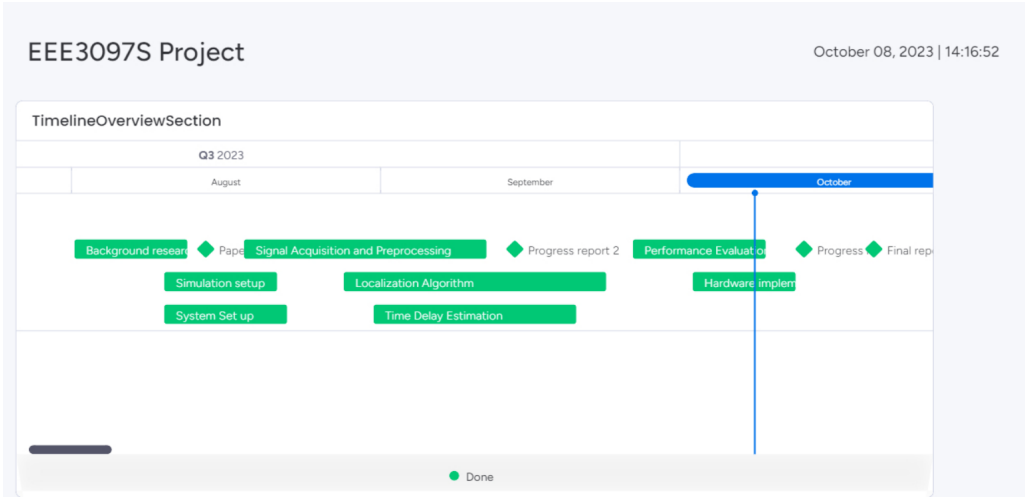 EEE3097S Project
October 08, 2023 | 14:16:52
TimelineOverviewSection
Q3 2023
August September October
Background resear Pape Signal Acquisition and Preprocessing Progress report 2 Performance Evaluatio Progress Final rep
Simulation setup Localization Algorithm Hardware implem
System Set up Time Delay Estimation
Done